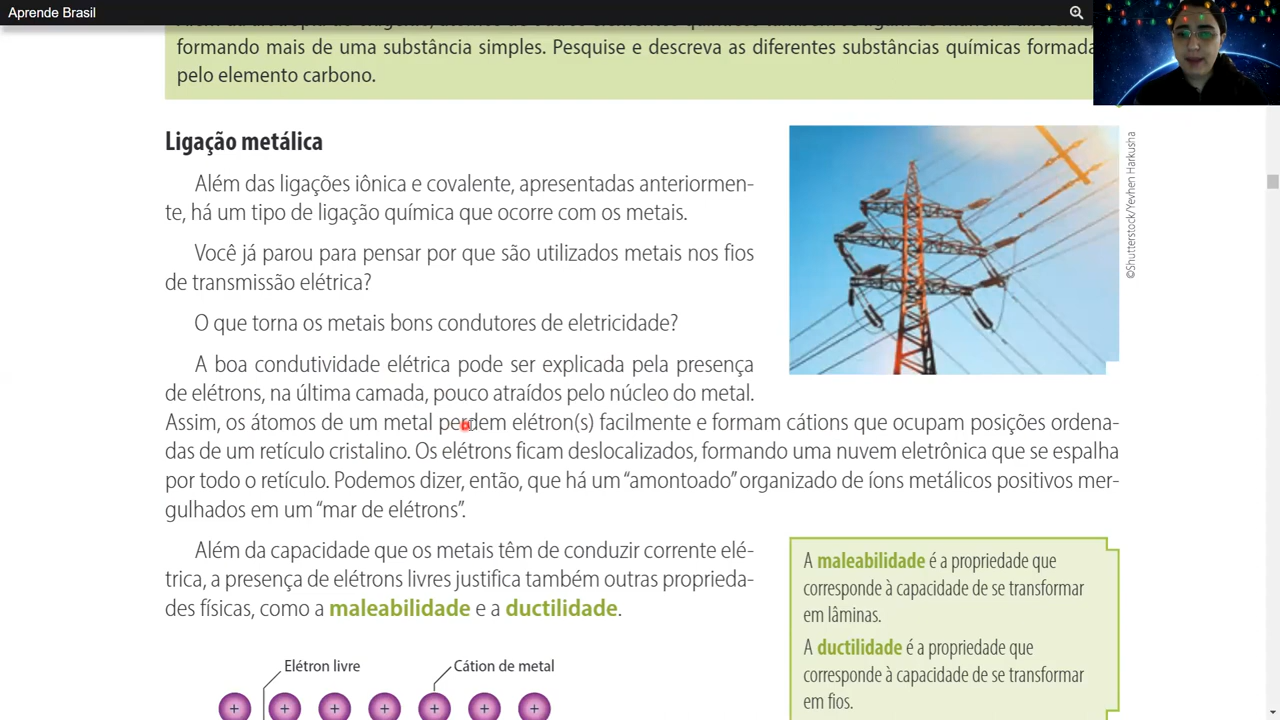 Aprende Brasil
formando mais de uma substância simples. Pesquise e descreva as diferentes substâncias químicas formada
pelo elemento carbono.
Ligação metálica
Além das ligações iônica e covalente, apresentadas anteriormen-
te, há um tipo de ligação química que ocorre com os metais.
Você já parou para pensar por que são utilizados metais nos fios
de transmissão elétrica?
O que torna os metais bons condutores de eletricidade?
A boa condutividade elétrica pode ser explicada pela presença
de elétrons, na última camada, pouco atraídos pelo núcleo do metal.
Assim, os átomos de um metal perdem elétron(s) facilmente e formam cátions que ocupam posições ordena-
das de um retículo cristalino. Os elétrons ficam deslocalizados, formando uma nuvem eletrônica que se espalha
por todo o retículo. Podemos dizer, então, que há um “amontoado” organizado de íons metálicos positivos mer-
gulhados em um “mar de elétrons”.
Além da capacidade que os metais têm de conduzir corrente elé-
trica, a presença de elétrons livres justifica também outras proprieda-
des físicas, como a maleabilidade e a ductilidade.
©Shutterstock/Yevhen Harkusha
A maleabilidade é a propriedade que
corresponde à capacidade de se transformar
em lâminas.
A ductilidade é a propriedade que
corresponde à capacidade de se transformar
em fios.
Elétron livre
Cátion de metal
+ + + + + + +